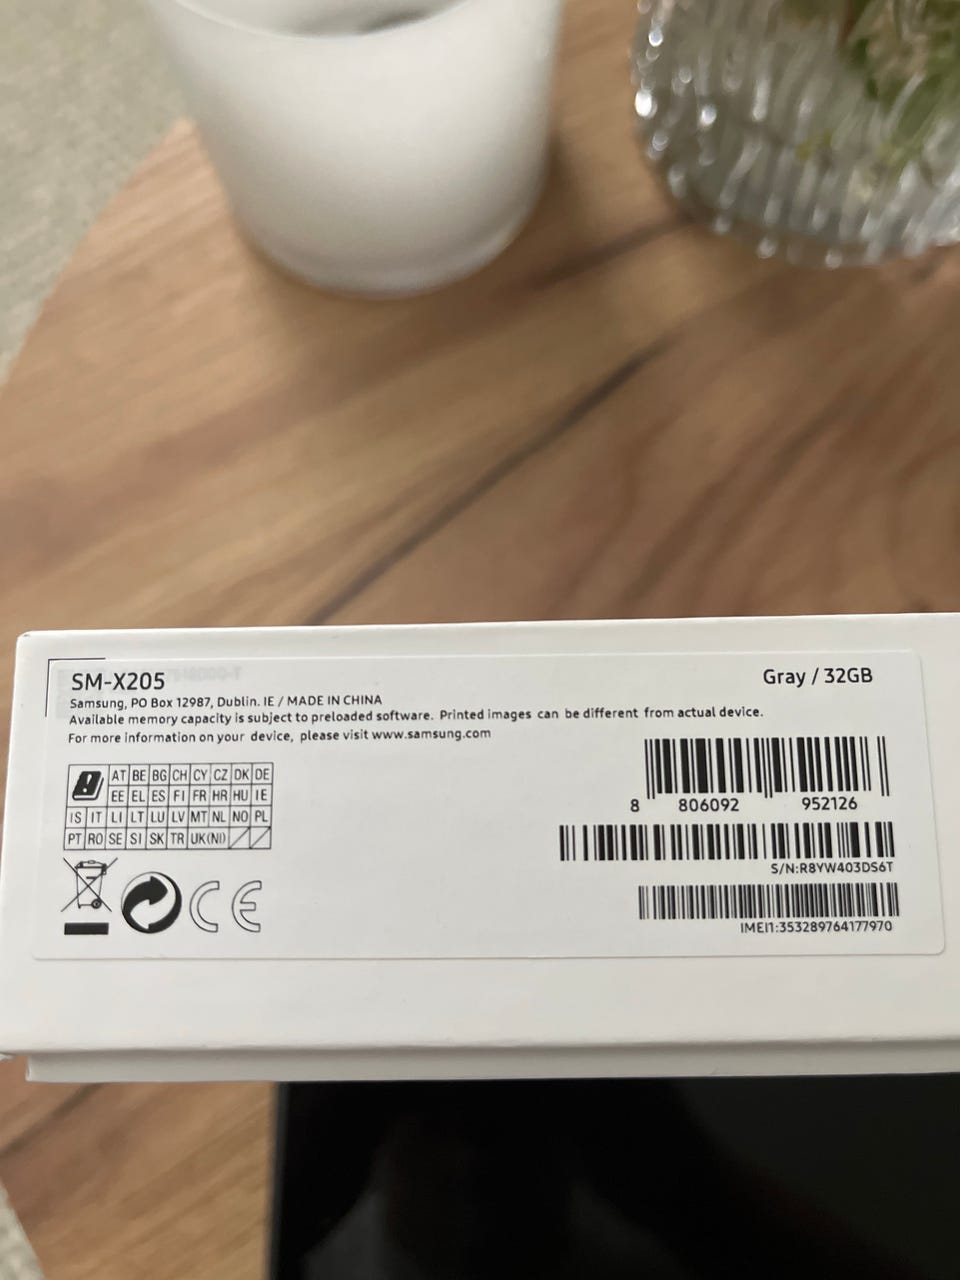 SM-X205
Gray / 32GB
Samsung, PO Box 12987, Dublin. IE / MADE IN CHINA
Available memory capacity is subject to preloaded software. Printed images can be different from actual device.
For more information on your device, please visit www.samsung.com
AT BE BG CH CY CZ DK DE
EE EL ES FI FR HR HU IE
IS IT LI LT LU LV MT NL NO PL
PT RO SE SI SK TR UK(NI)
8 806092 952126
S/N:R8YW403DS6T
IMEI1:353289764177970
CE